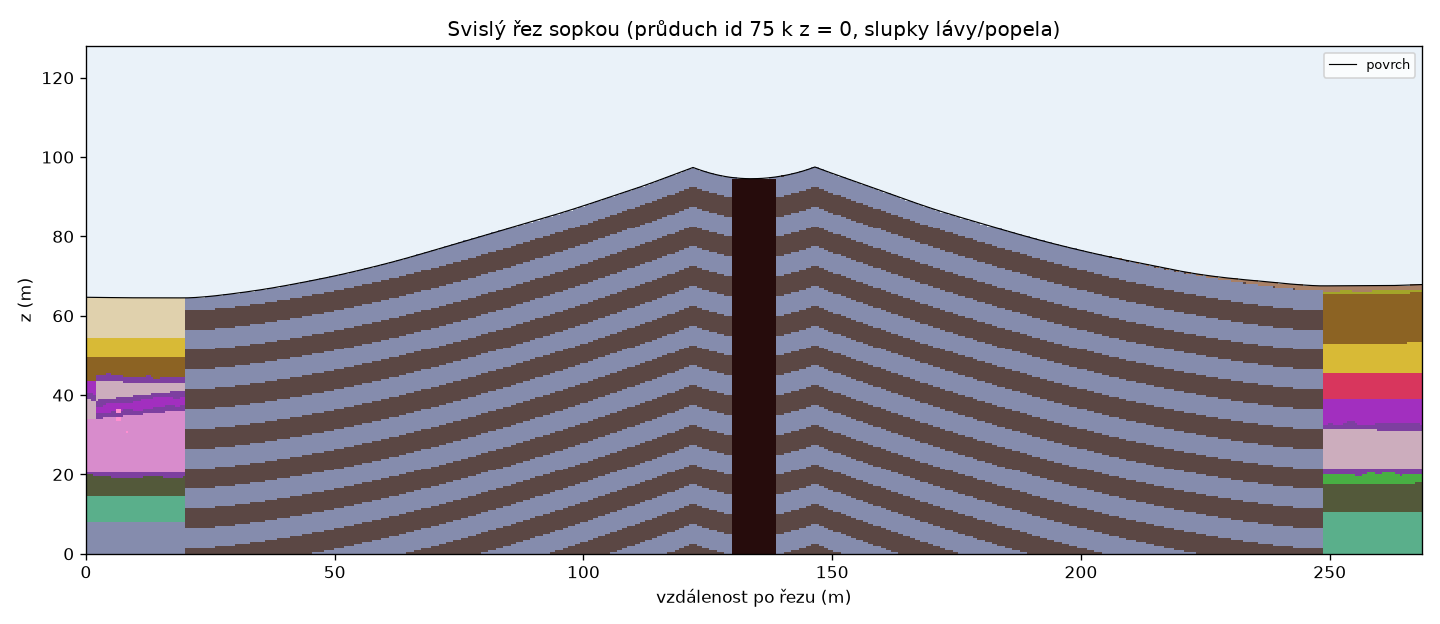 Svislý řez sopkou (průduch id 75 k z = 0, slupky lávy/popela)
povrch
120
100
80
60
40
20
0
z (m)
0 50 100 150 200 250
vzdálenost po řezu (m)